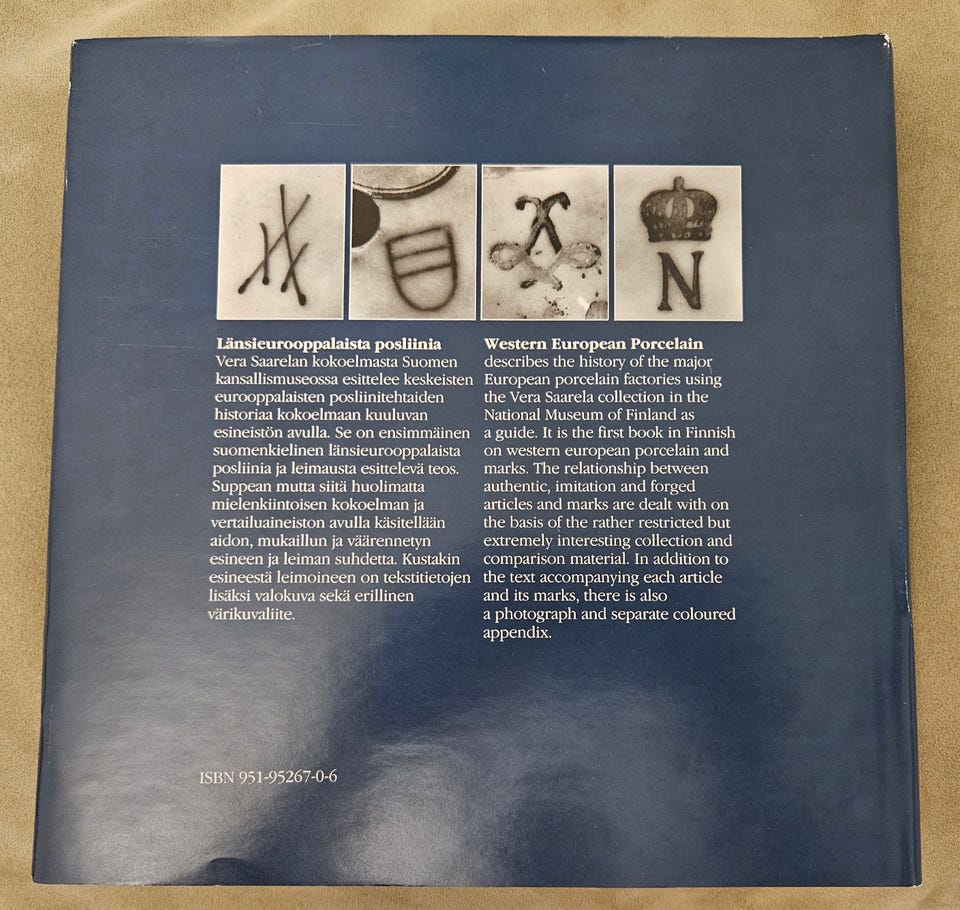 N
Länsieurooppalaista posliinia
Vera Saarelan kokoelmasta Suomen
kansallismuseossa esittelee keskeisten
eurooppalaisten posliinitehtaiden
historiaa kokoelmaan kuuluvan
esineistön avulla. Se on ensimmäinen
suomenkielinen länsieurooppalaista
posliinia ja leimausta esittelevä teos.
Suppean mutta siitä huolimatta
mielenkiintoisen kokoelman ja
vertailuaineiston avulla käsitellään
aidon, mukaillun ja väärennetyn
esineen ja leiman suhdetta. Kustakin
esineestä leimoineen on tekstitietojen
lisäksi valokuva sekä erillinen
värikuvaliite.
Western European Porcelain
describes the history of the major
European porcelain factories using
the Vera Saarela collection in the
National Museum of Finland as
a guide. It is the first book in Finnish
on western european porcelain and
marks. The relationship between
authentic, imitation and forged
articles and marks are dealt with on
the basis of the rather restricted but
extremely interesting collection and
comparison material. In addition to
the text accompanying each article
and its marks, there is also
a photograph and separate coloured
appendix.
ISBN 951-95267-0-6